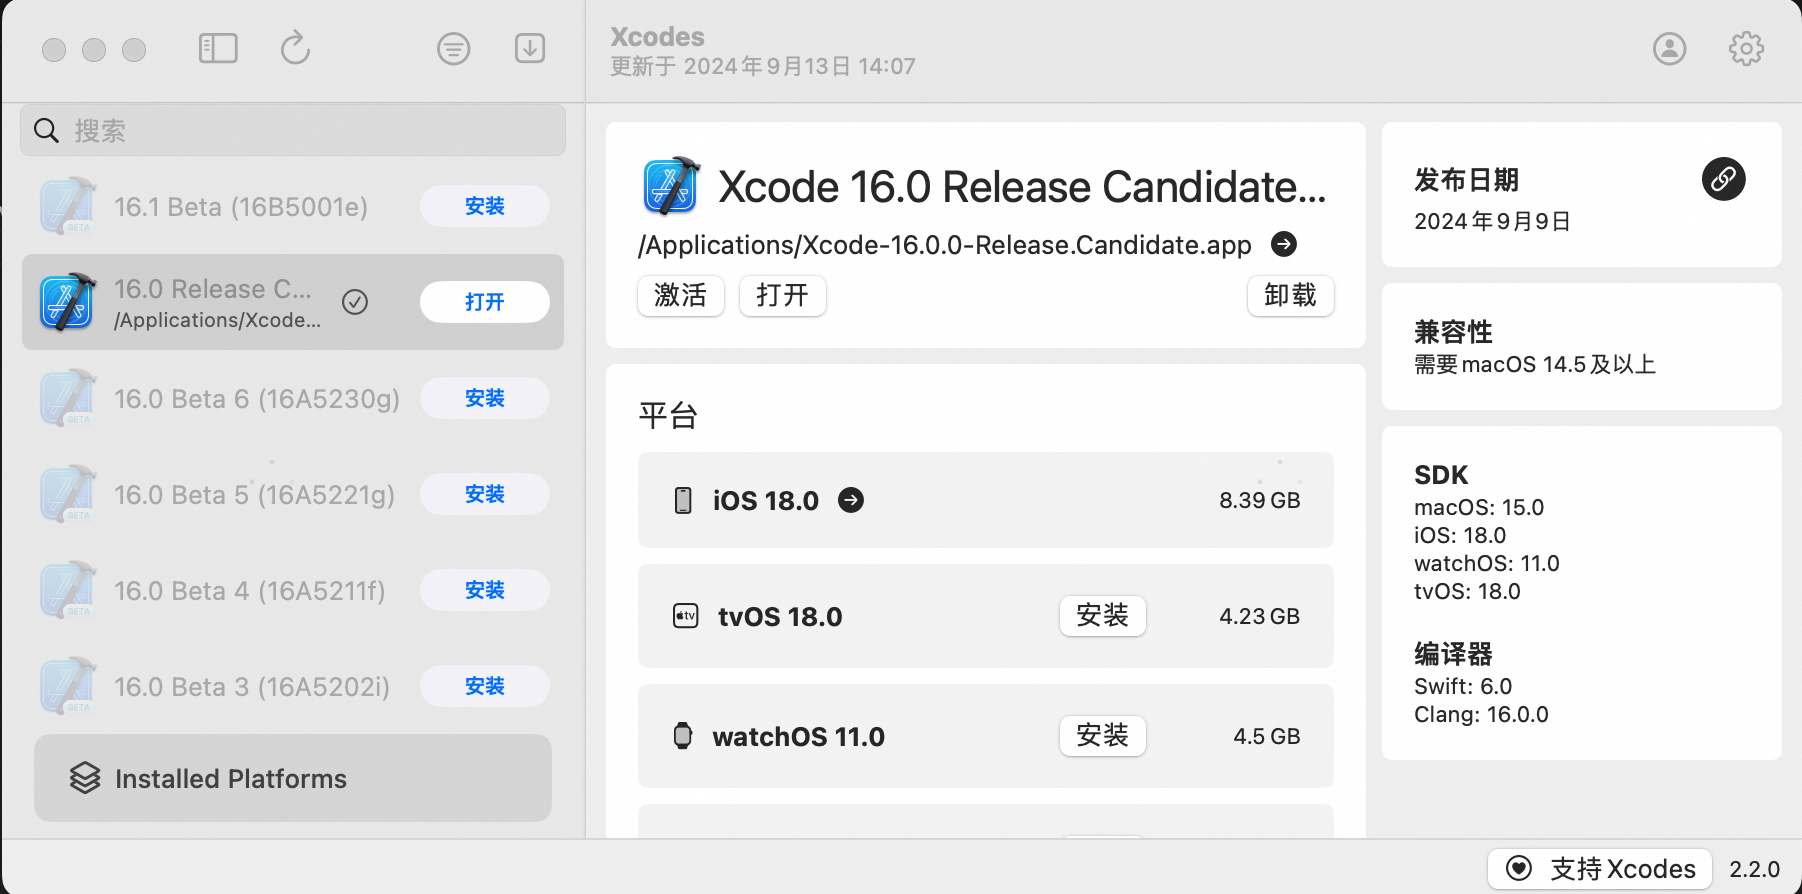 Xcodes
更新于 2024年9月13日 14:07
搜索
16.1 Beta (16B5001e)
安装
16.0 Release C...
/Applications/Xcode...
打开
16.0 Beta 6 (16A5230g)
安装
16.0 Beta 5 (16A5221g)
安装
16.0 Beta 4 (16A5211f)
安装
16.0 Beta 3 (16A5202i)
安装
BETA
BETA
BETA
BETA
BETA
Installed Platforms
Xcode 16.0 Release Candidate...
/Applications/Xcode-16.0.0-Release.Candidate.app
激活
打开
卸载
平台
iOS 18.0
8.39 GB
tv
tvOS 18.0
安装
4.23 GB
watchOS 11.0
安装
4.5 GB
发布日期
2024年9月9日
兼容性
需要macOS 14.5及以上
SDK
macOS: 15.0
iOS: 18.0
watchOS: 11.0
tvOS: 18.0
编译器
Swift: 6.0
Clang: 16.0.0
支持Xcodes
2.2.0